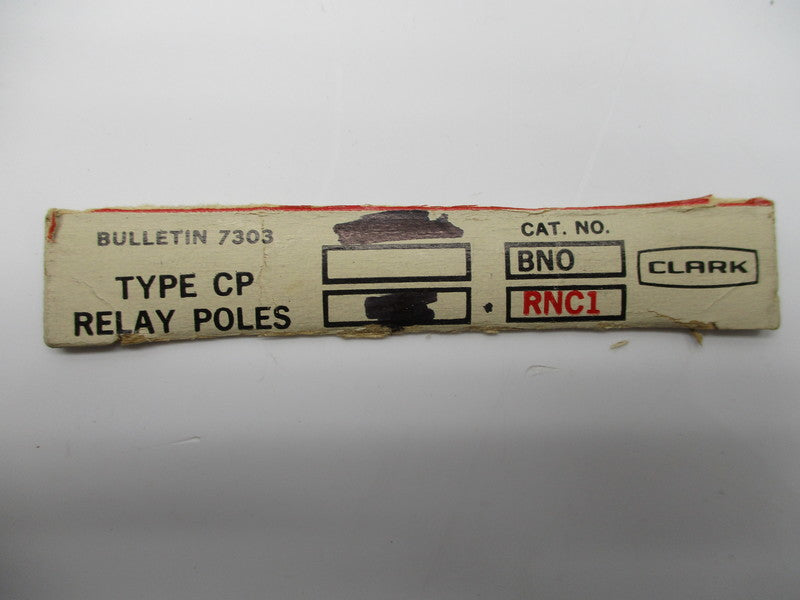 BULLETIN 7303
TYPE CP
RELAY POLES
CAT. NO.
BNO
RNC1
CLARK